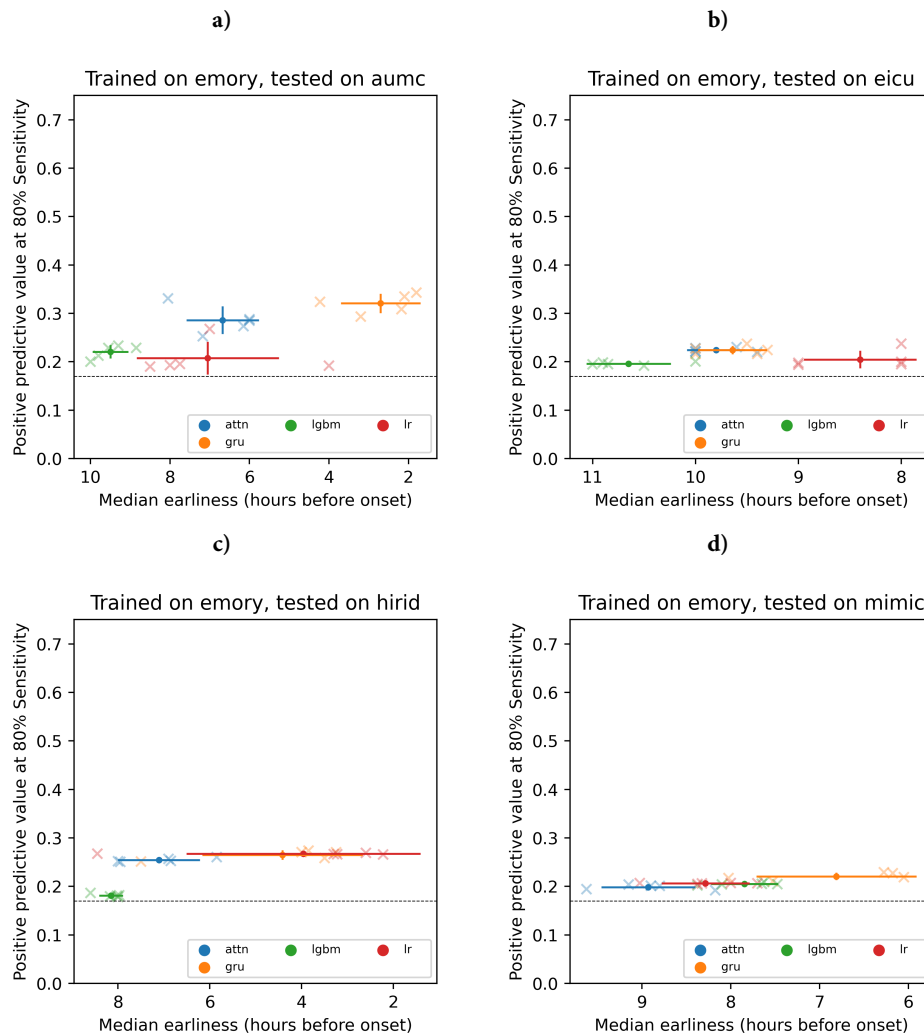 a)
Trained on emory, tested on aumc
Positive predictive value at 80% Sensitivity
0.7
0.6
0.5
0.4
0.3
0.2
0.1
0.0
attn
lgbm
lr
gru
10 8 6 4 2
Median earliness (hours before onset)
b)
Trained on emory, tested on eicu
Positive predictive value at 80% Sensitivity
0.7
0.6
0.5
0.4
0.3
0.2
0.1
0.0
attn
lgbm
lr
gru
11 10 9 8
Median earliness (hours before onset)
c)
Trained on emory, tested on hirid
Positive predictive value at 80% Sensitivity
0.7
0.6
0.5
0.4
0.3
0.2
0.1
0.0
attn
lgbm
lr
gru
8 6 4 2
Median earliness (hours before onset)
d)
Trained on emory, tested on mimic
Positive predictive value at 80% Sensitivity
0.7
0.6
0.5
0.4
0.3
0.2
0.1
0.0
attn
lgbm
lr
gru
9 8 7 6
Median earliness (hours before onset)